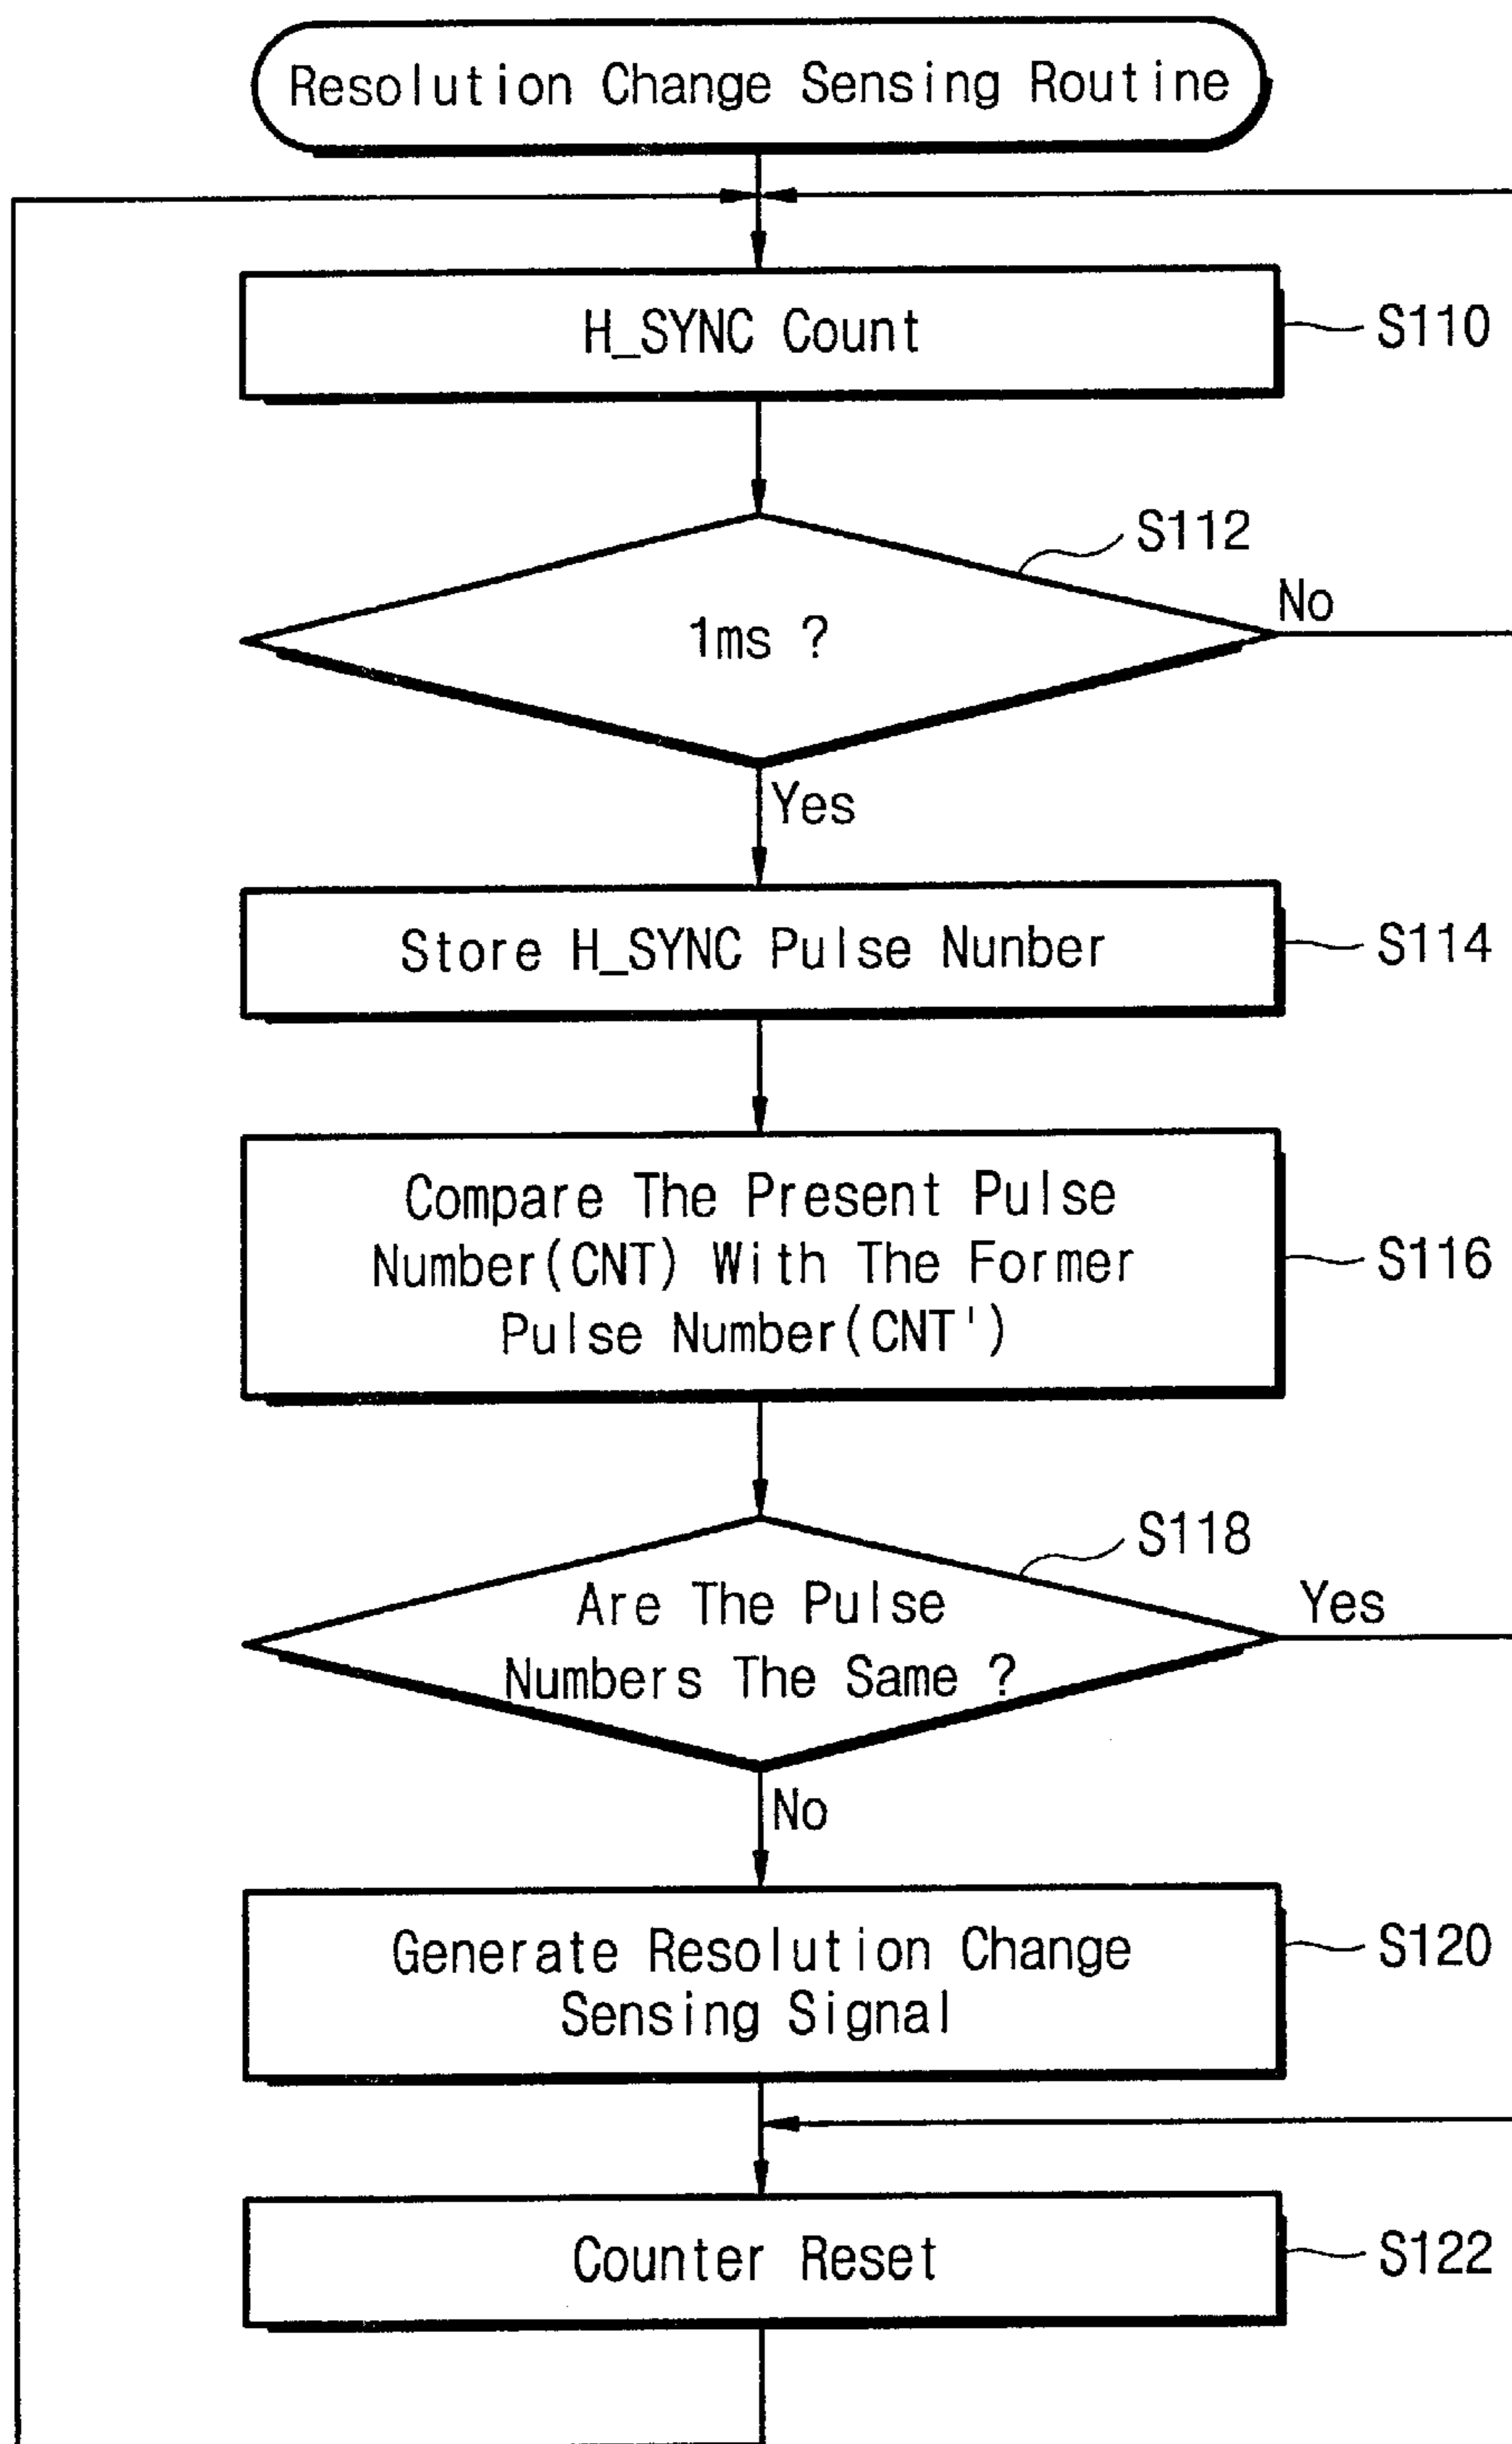 Resolution Change Sensing Routine
H_SYNC Count
S110
S112
1ms ?
No
Yes
Store H_SYNC Pulse Nunber
S114
Compare The Present Pulse
Number(CNT) With The Former
Pulse Number(CNT')
S116
S118
Are The Pulse
Numbers The Same ?
Yes
No
Generate Resolution Change
Sensing Signal
S120
Counter Reset
S122